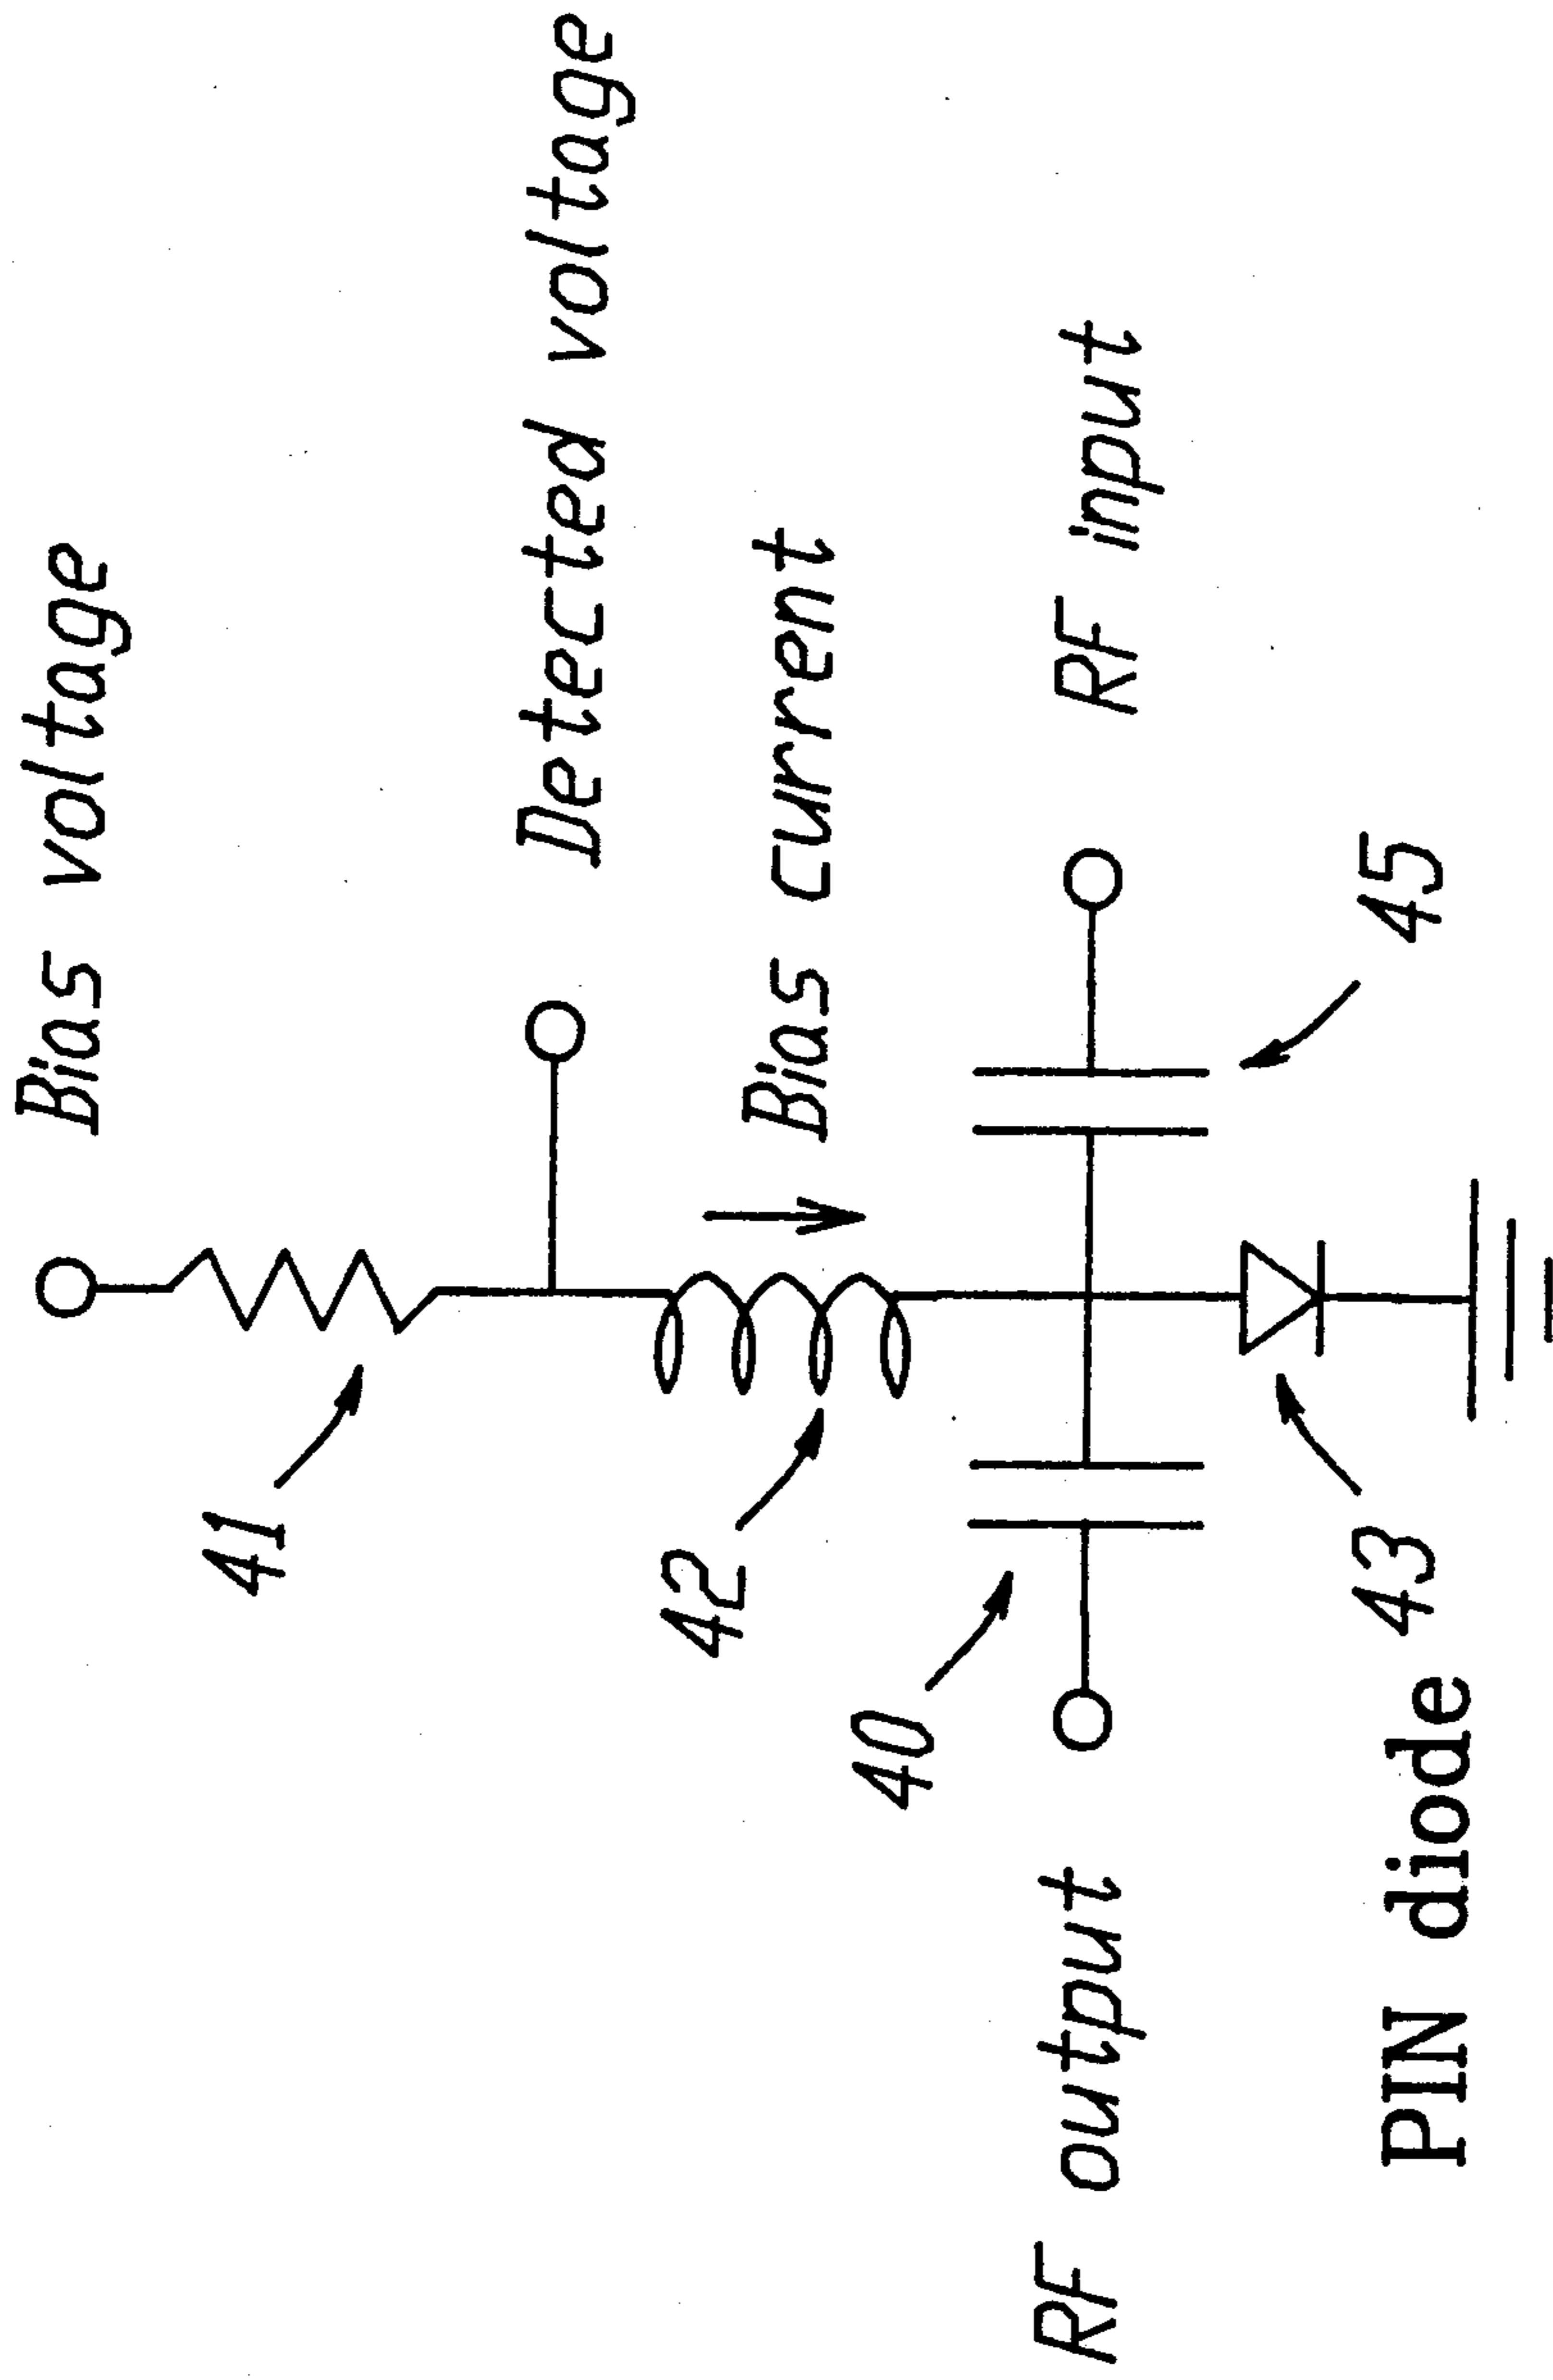 Bias voltage
41
Detected voltage
42
Bias current
40
RF output
RF input
PIN diode 43
45